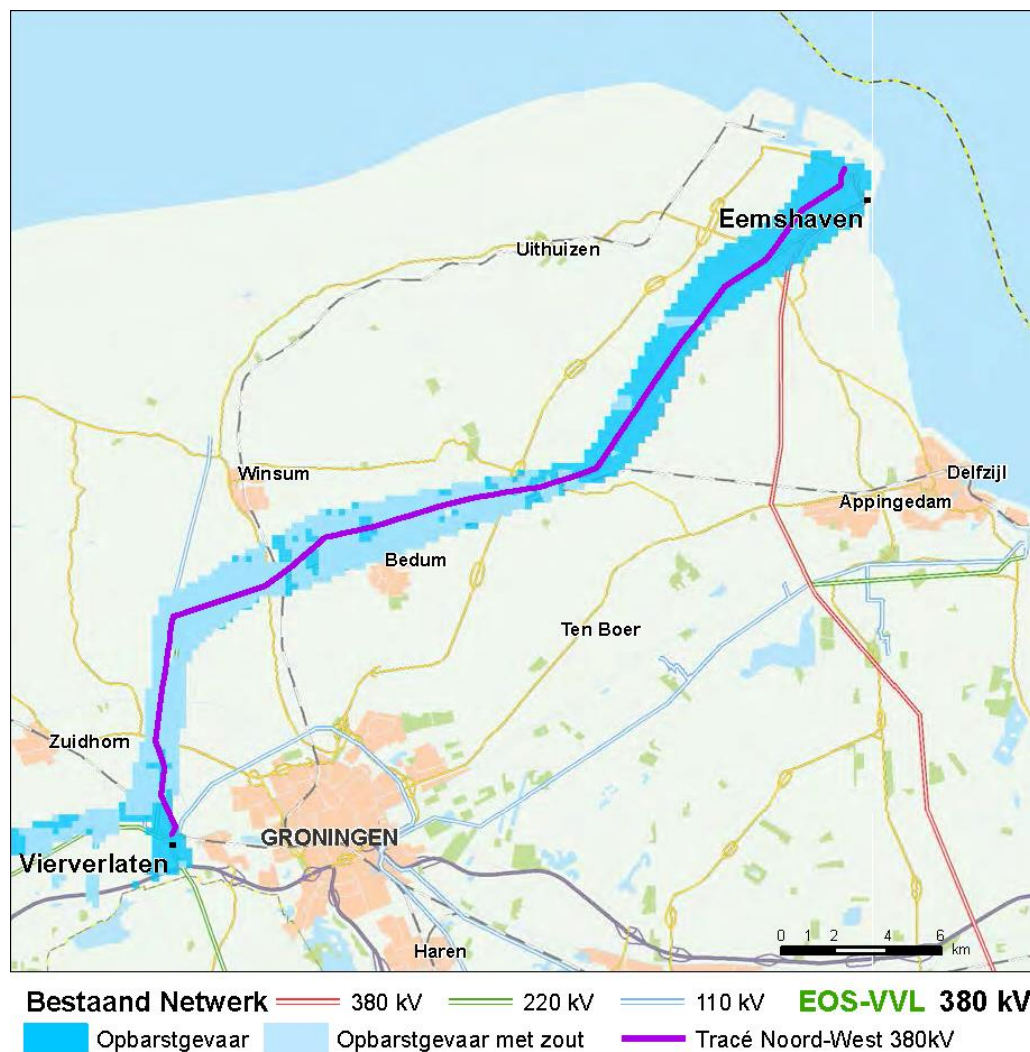 Eemshaven
Uithuizen
Winsum
Delfzijl
Appingedam
Bedum
Ten Boer
Zuidhorn
GRONINGEN
Vierverlaten
Haren
0 1 2 4 6
km
Bestaand Netwerk 380 kV 220 kV 110 kV EOS-VVL 380 kV
Opbarstgevaar Opbarstgevaar met zout Tracé Noord-West 380kV